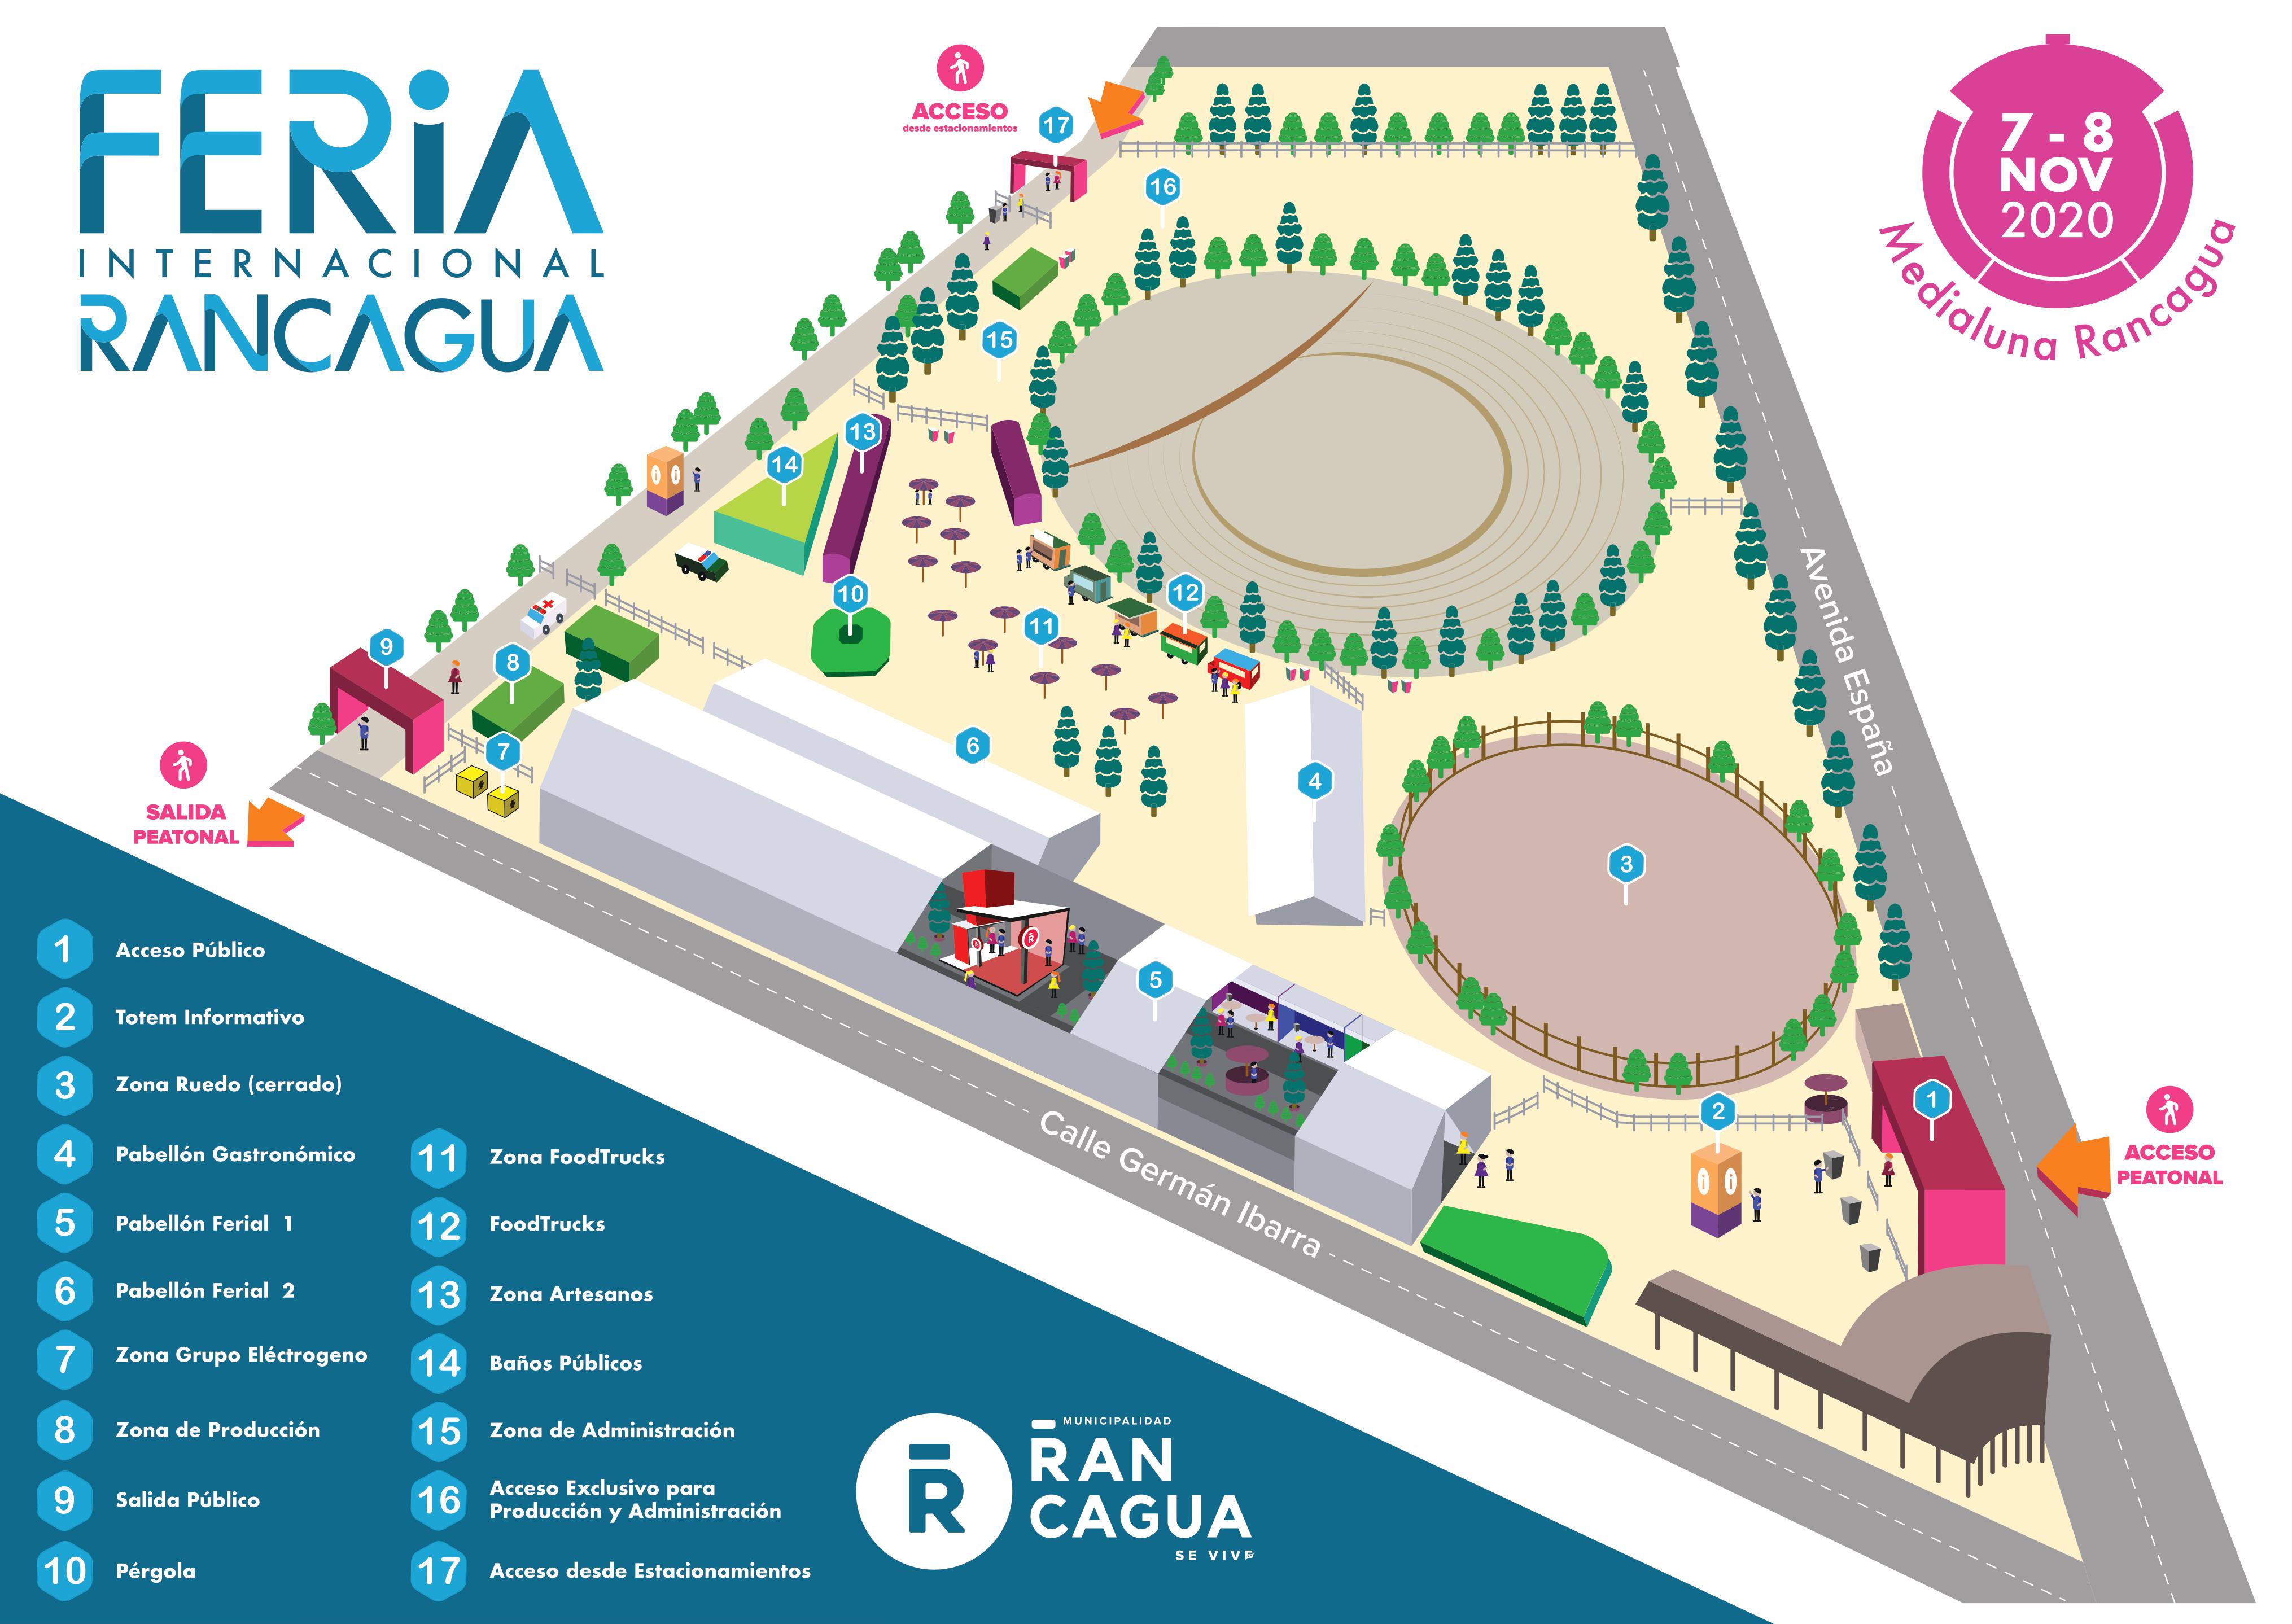 FERIA
INTERNACIONAL
RANCAGUA
ACCESO
desde estacionamientos
17
16
15
13
14
10
12
11
9
8
7
6
4
3
5
2
1
7 - 8
NOV
2020
Medialuna Rancagua
Avenida España
Calle Germán Ibarra
SALIDA
PEATONAL
ACCESO
PEATONAL
1 Acceso Público
2 Totem Informativo
3 Zona Ruedo (cerrado)
4 Pabellón Gastronómico
5 Pabellón Ferial 1
6 Pabellón Ferial 2
7 Zona Grupo Eléctrogeno
8 Zona de Producción
9 Salida Público
10 Pérgola
11 Zona FoodTrucks
12 FoodTrucks
13 Zona Artesanos
14 Baños Públicos
15 Zona de Administración
16 Acceso Exclusivo para
Producción y Administración
17 Acceso desde Estacionamientos
R
MUNICIPALIDAD
RAN
CAGUA
SE VIVE